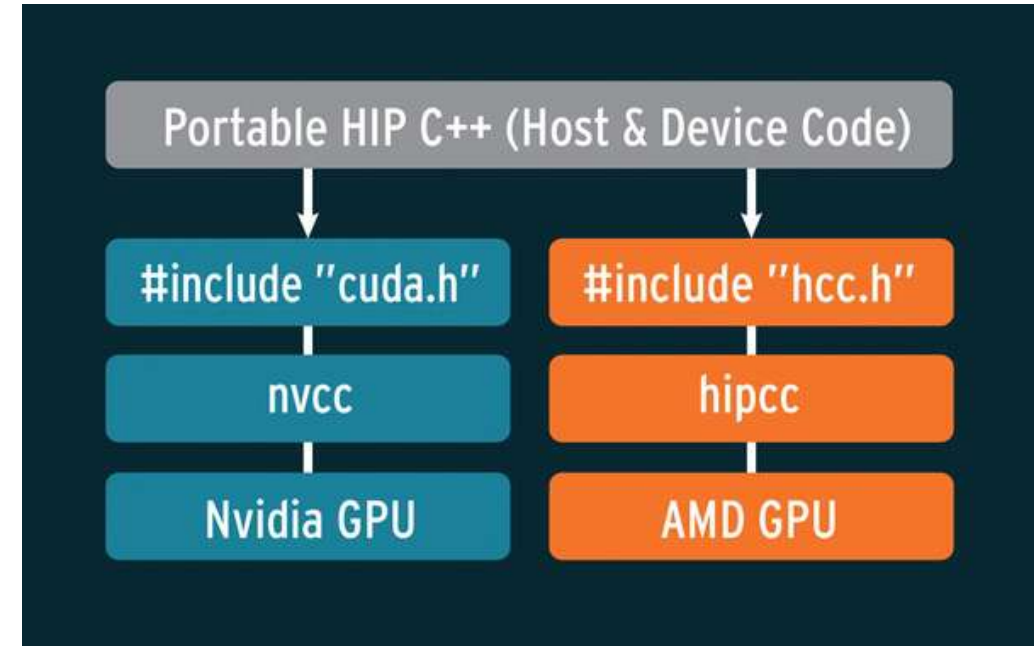 Portable HIP C++ (Host & Device Code)
#include "cuda.h"
nvcc
Nvidia GPU
#include "hcc.h"
hipcc
AMD GPU